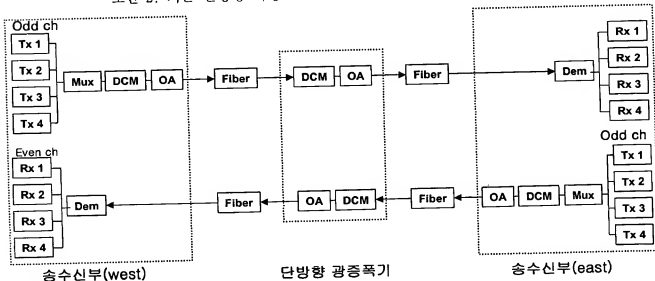 Odd ch
Tx 1
Tx 2
Tx 3
Tx 4
Mux
DCM
OA
Fiber
DCM
OA
Fiber
Dem
Rx 1
Rx 2
Rx 3
Rx 4
Even ch
Rx 1
Rx 2
Rx 3
Rx 4
Dem
Fiber
OA
DCM
Fiber
OA
DCM
Mux
Odd ch
Tx 1
Tx 2
Tx 3
Tx 4
송수신부(west)
단방향 광증폭기
송수신부(east)